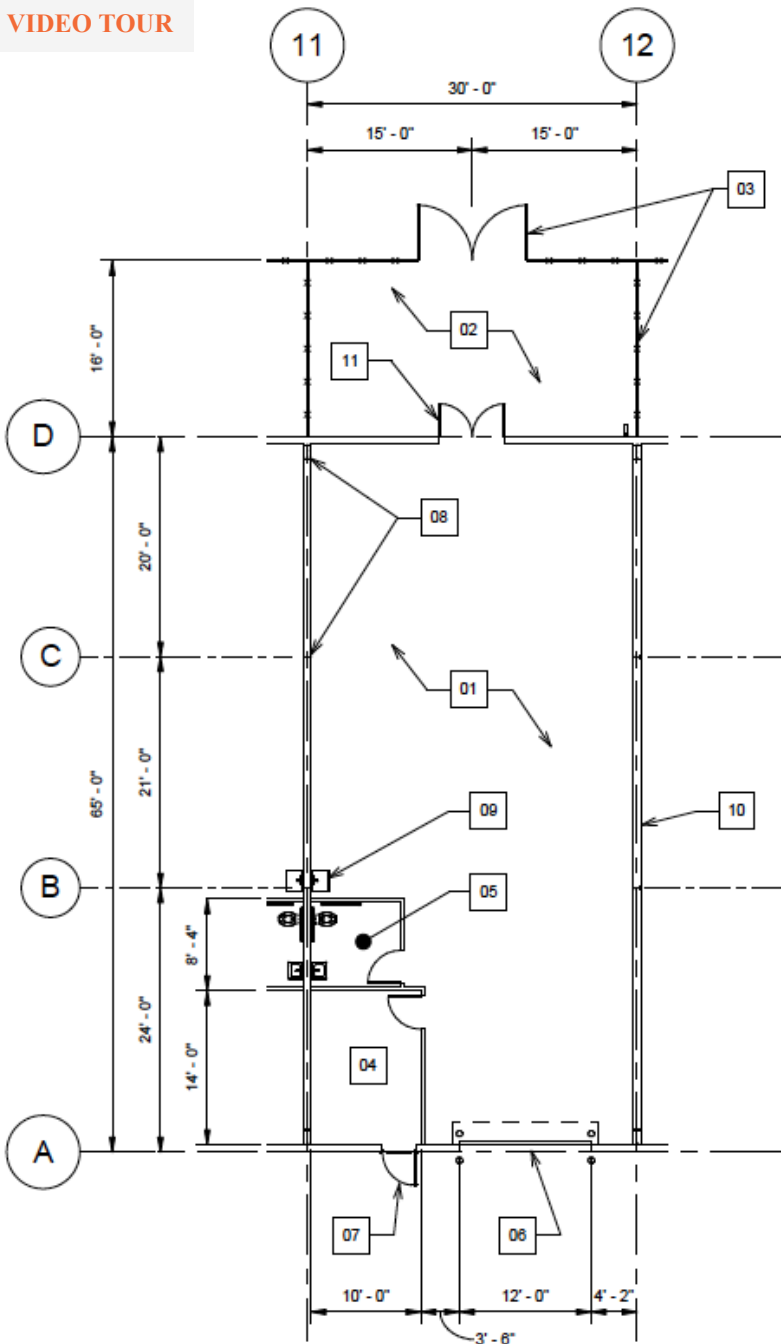 VIDEO TOUR
11
12
30' - 0"
15' - 0"
15' - 0"
03
02
16' - 0"
11
D
08
20' - 0"
C
01
21' - 0"
65' - 0"
09
10
B
05
8' - 4"
24' - 0"
04
14' - 0"
A
07
06
10' - 0"
12' - 0"
4' - 2"
3' - 6"